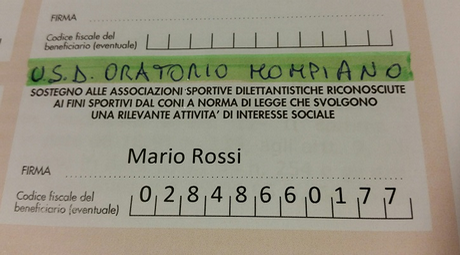 FIRMA
Codice fiscale del
beneficiario (eventuale)
U.S.D. ORATORIO MOMPIANO
SOSTEGNO ALLE ASSOCIAZIONI SPORTIVE DILETTANTISTICHE RICONOSCIUTE
AI FINI SPORTIVI DAL CONI A NORMA DI LEGGE CHE SVOLGONO
UNA RILEVANTE ATTIVITA' DI INTERESSE SOCIALE
Mario Rossi
FIRMA
Codice fiscale del
beneficiario (eventuale)
02848660177